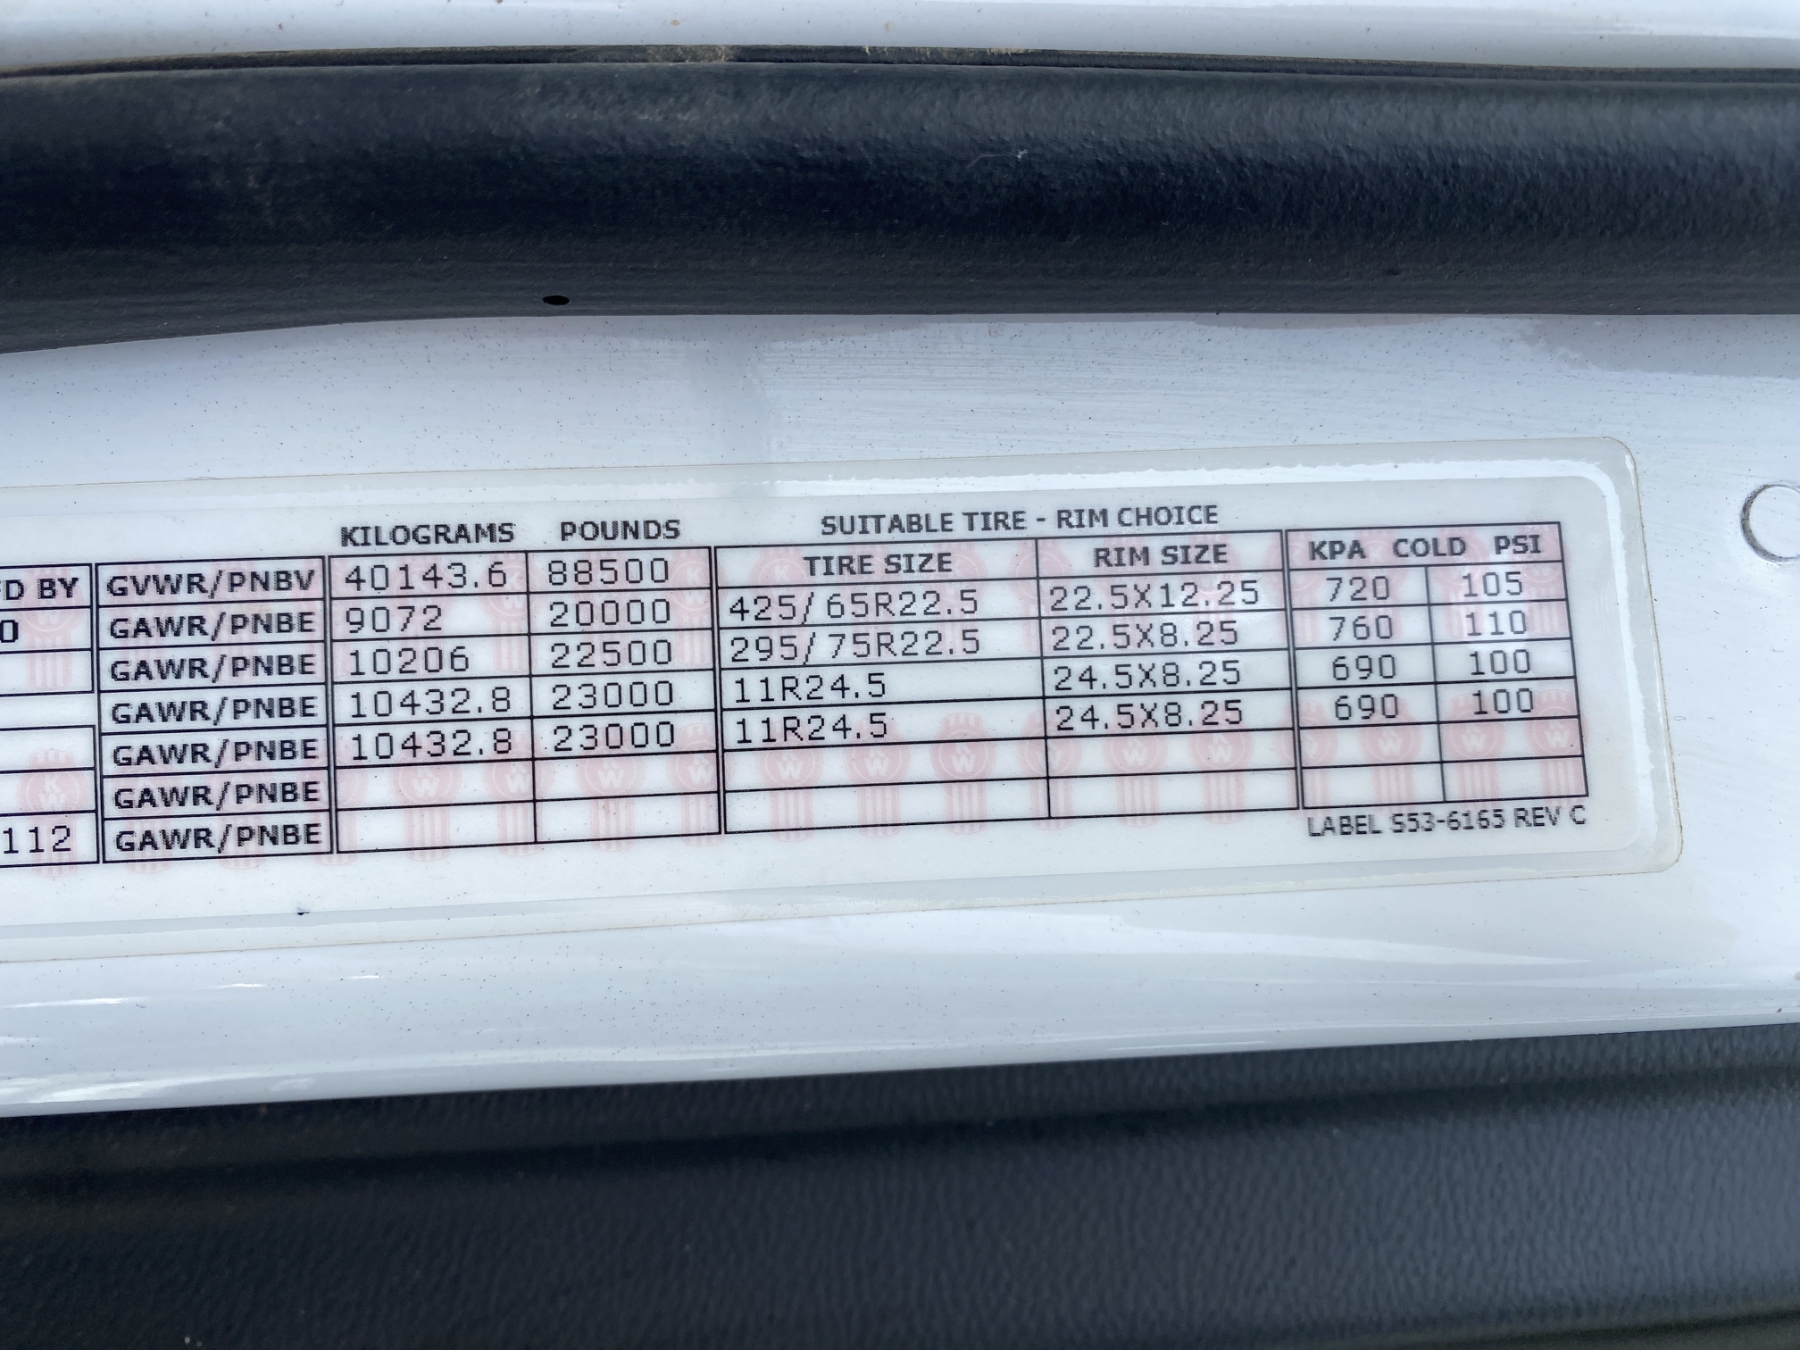 KILOGRAMS POUNDS SUITABLE TIRE - RIM CHOICE
TIRE SIZE RIM SIZE KPA COLD PSI
D BY GVWR/PNBV 40143.6 88500
0 GAWR/PNBE 9072 20000 425/65R22.5 22.5X12.25 720 105
GAWR/PNBE 10206 22500 295/75R22.5 22.5X8.25 760 110
GAWR/PNBE 10432.8 23000 11R24.5 24.5X8.25 690 100
GAWR/PNBE 10432.8 23000 11R24.5 24.5X8.25 690 100
GAWR/PNBE
112 GAWR/PNBE
LABEL S53-6165 REV C